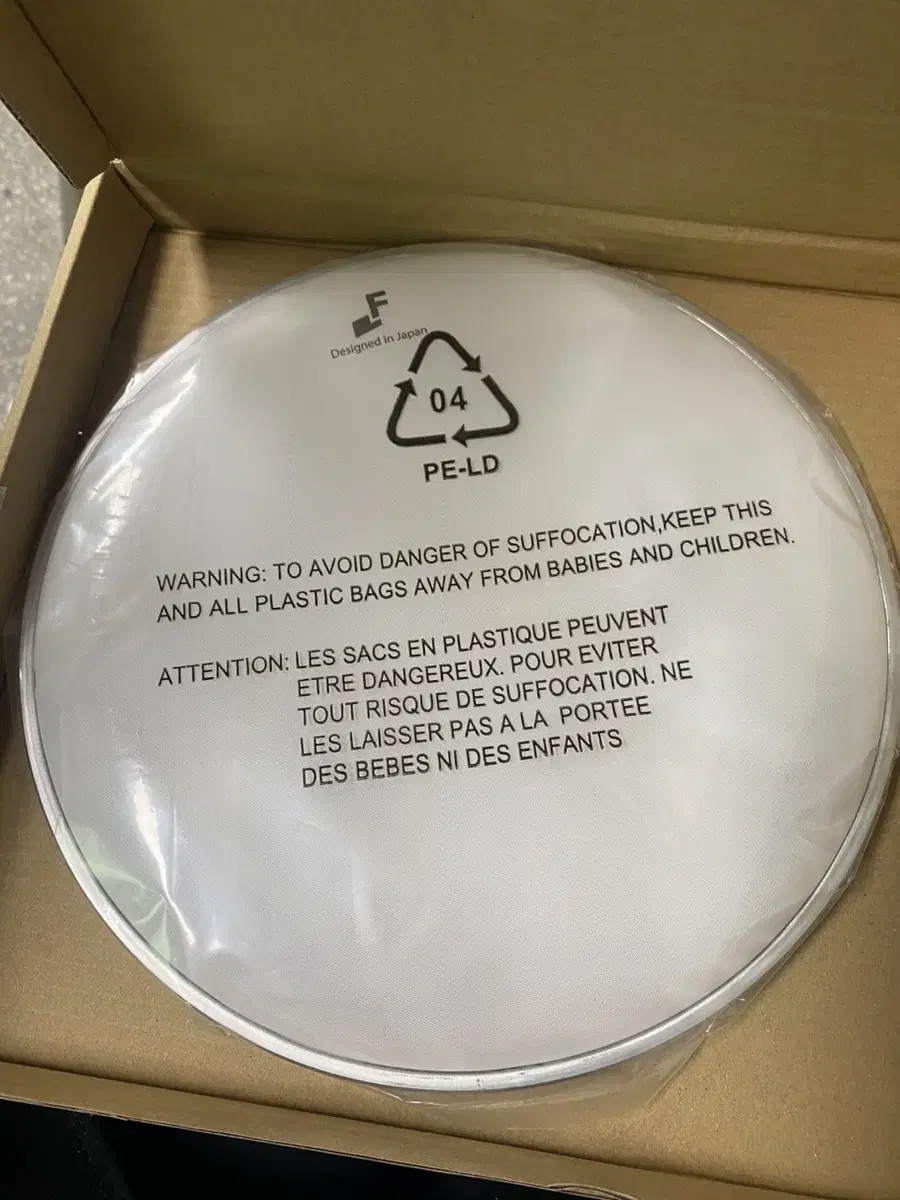 F
Designed in Japan
04
PE-LD
WARNING: TO AVOID DANGER OF SUFFOCATION,KEEP THIS
AND ALL PLASTIC BAGS AWAY FROM BABIES AND CHILDREN.
ATTENTION: LES SACS EN PLASTIQUE PEUVENT
ETRE DANGEREUX. POUR EVITER
TOUT RISQUE DE SUFFOCATION. NE
LES LAISSER PAS A LA PORTEE
DES BEBES NI DES ENFANTS